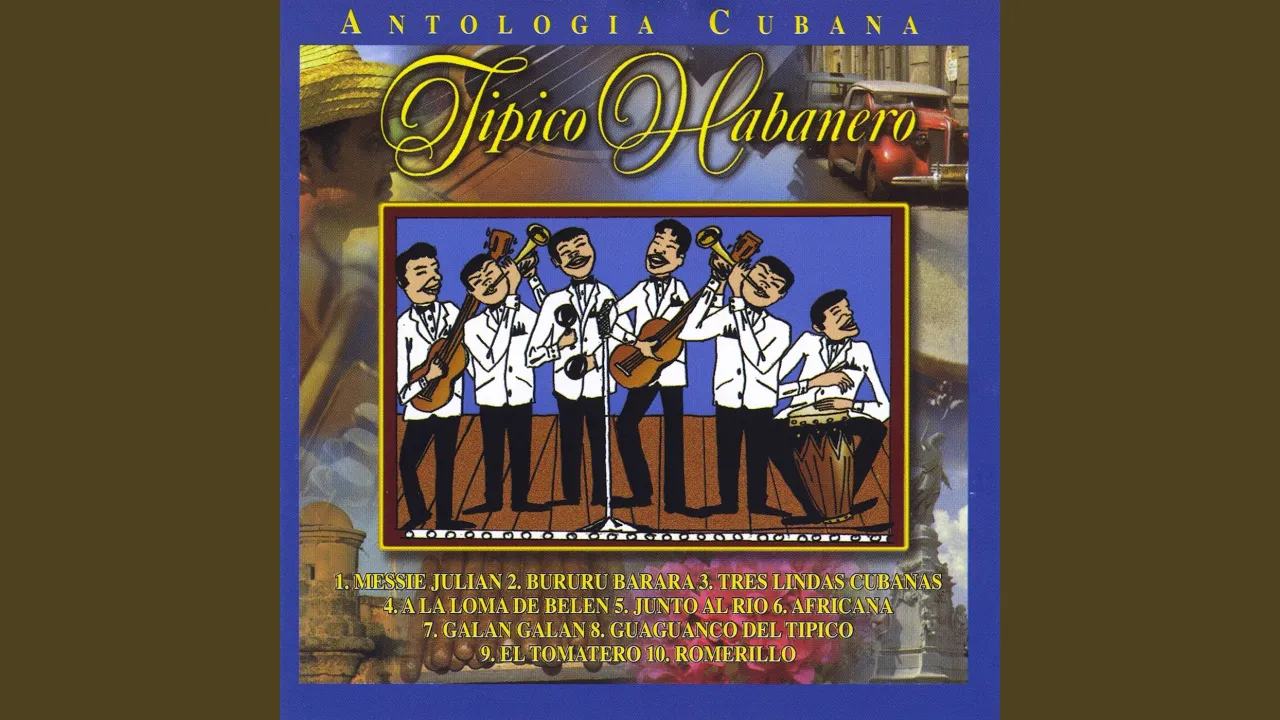 ANTOLOGIA CUBANA
Tipico Habanero
1. MESSIE JULIAN 2. BURURU BARARA 3. TRES LINDAS CUBANAS
4. A LA LOMA DE BELEN 5. JUNTO AL RIO 6. AFRICANA
7. GALAN GALAN 8. GUAGUANCO DEL TIPICO
9. EL TOMATERO 10. ROMERILLO